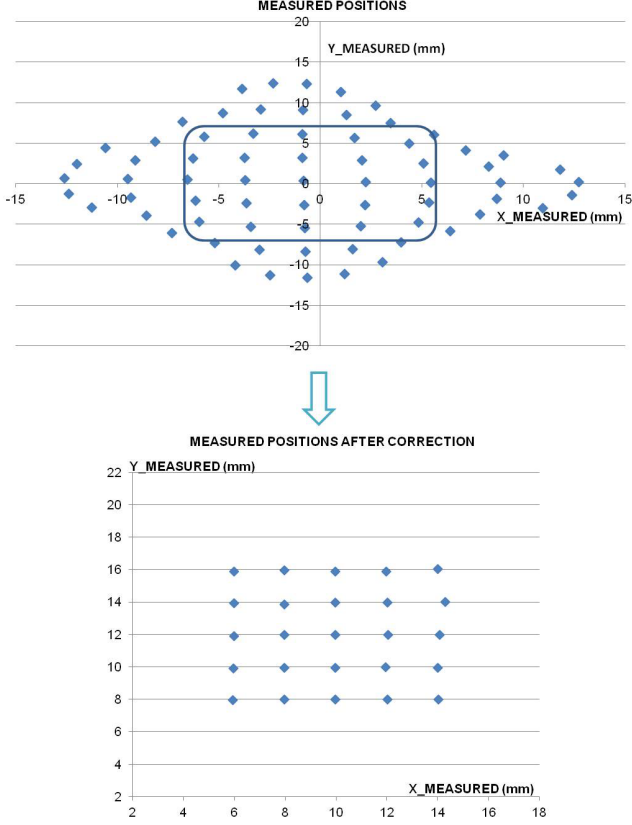 MEASURED POSITIONS
20
Y_MEASURED (mm)
15
10
5
0
-15 -10 -5 0 5 10 15
X_MEASURED (mm)
-5
-10
-15
-20
MEASURED POSITIONS AFTER CORRECTION
22 Y_MEASURED (mm)
20
18
16
14
12
10
8
6
4
X_MEASURED (mm)
2
2 4 6 8 10 12 14 16 18